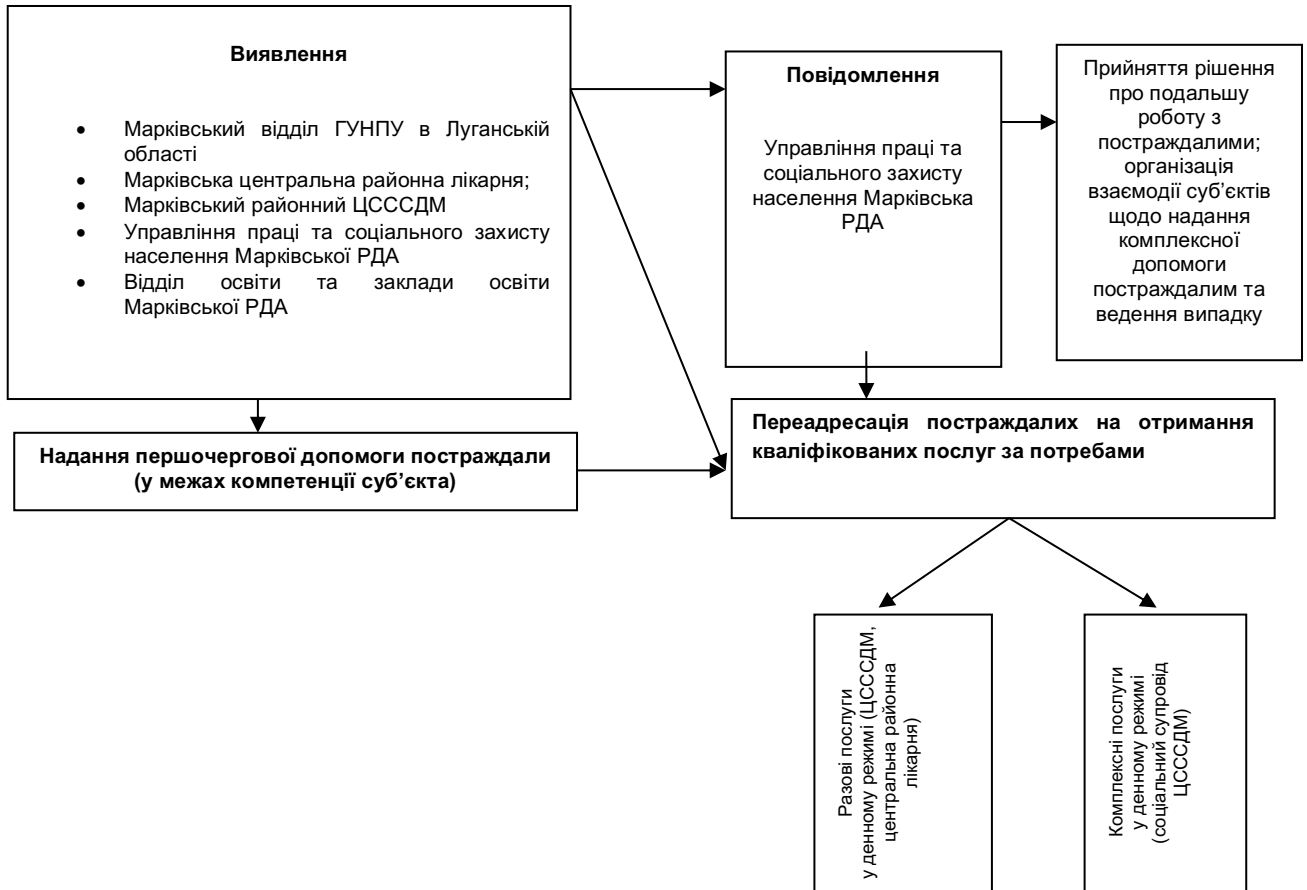 Виявлення
• Марківський відділ ГУНПУ в Луганській
області
• Марківська центральна районна лікарня;
• Марківський районний ЦСССДМ
• Управління праці та соціального захисту
населення Марківської РДА
• Відділ освіти та заклади освіти
Марківської РДА
Повідомлення
Управління праці та
соціального захисту
населення Марківська
РДА
Прийняття рішення
про подальшу
роботу з
постраждалими;
організація
взаємодії суб’єктів
щодо надання
комплексної
допомоги
постраждалим та
ведення випадку
Надання першочергової допомоги постраждали
(у межах компетенції суб’єкта)
Переадресація постраждалих на отримання
кваліфікованих послуг за потребами
Разові послуги
у денному режимі (ЦСССДМ,
центральна районна
лікарня)
Комплексні послуги
у денному режимі
(соціальний супровід
ЦСССДМ)